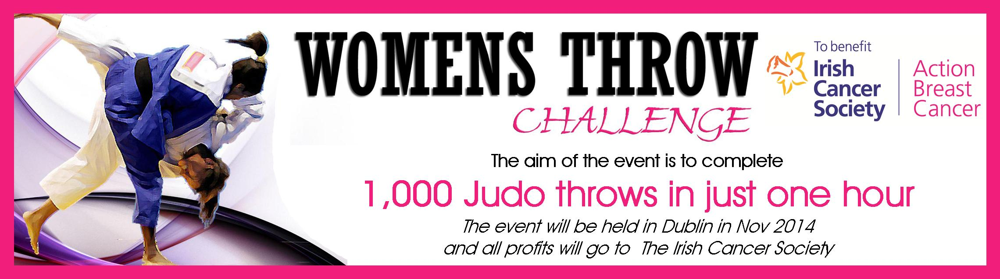 WOMENS THROW
CHALLENGE
To benefit
Irish
Cancer
Society
Action
Breast
Cancer
The aim of the event is to complete
1,000 Judo throws in just one hour
The event will be held in Dublin in Nov 2014
and all profits will go to The Irish Cancer Society